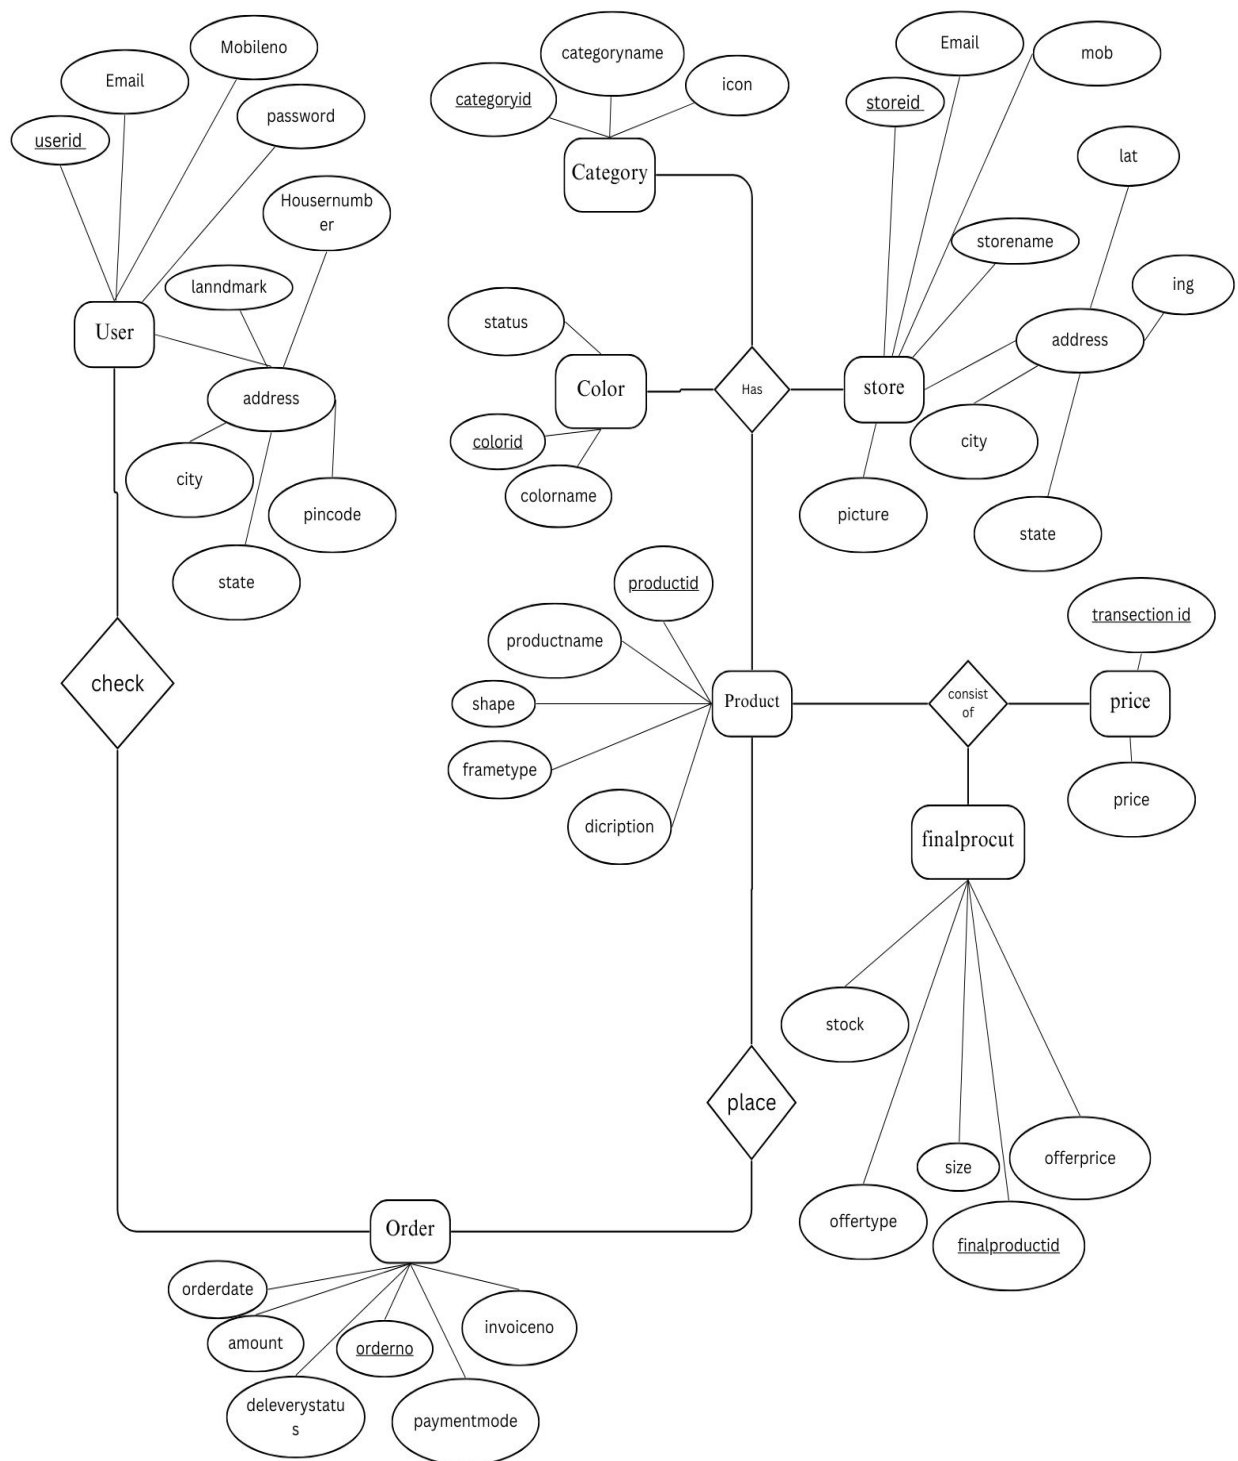 Mobileno
Email
password
userid
Housernumb
er
lanndmark
User
address
city
pincode
state
check
categoryname
categoryid
icon
Category
status
Color
colorid
colorname
Has
Email
mob
storeid
lat
storename
ing
address
store
city
picture
state
productid
productname
shape
frametype
dicription
Product
consist
of
transection id
price
price
finalprocut
stock
size
offerprice
offertype
finalproductid
place
Order
orderdate
amount
orderno
invoiceno
deleverystatu
s
paymentmode